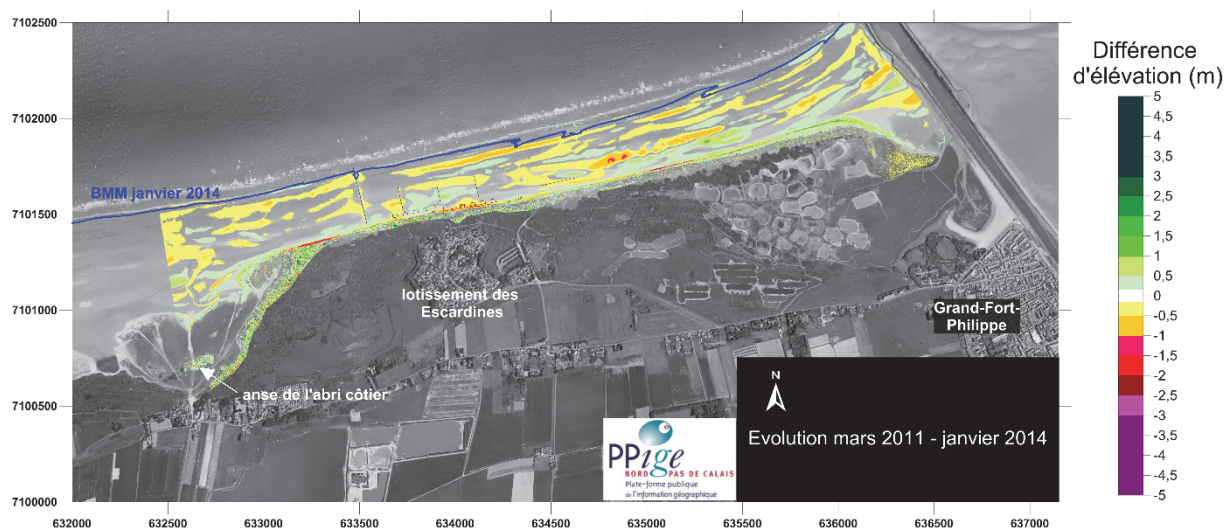 Différence
d'élévation (m)
7102500
7102000
7101500
7101000
7100500
7100000
632000
632500
633000
633500
634000
634500
635000
635500
636000
636500
637000
BMM janvier 2014
lotissement des
Escardines
Grand-Fort-
Philippe
anse de l'abri côtier
N
Evolution mars 2011 - janvier 2014
PPige
NORD PAS DE CALAIS
Plate-forme publique
de l'information géographique
5
4,5
4
3,5
3
2,5
2
1,5
1
0,5
0
-0,5
-1
-1,5
-2
-2,5
-3
-3,5
-4
-4,5
-5